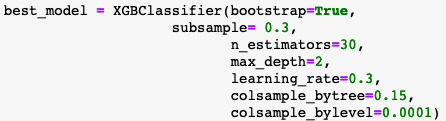 best_model = XGBClassifier(bootstrap=True,
subsample= 0.3,
n_estimators=30,
max_depth=2,
learning_rate=0.3,
colsample_bytree=0.15,
colsample_bylevel=0.0001)